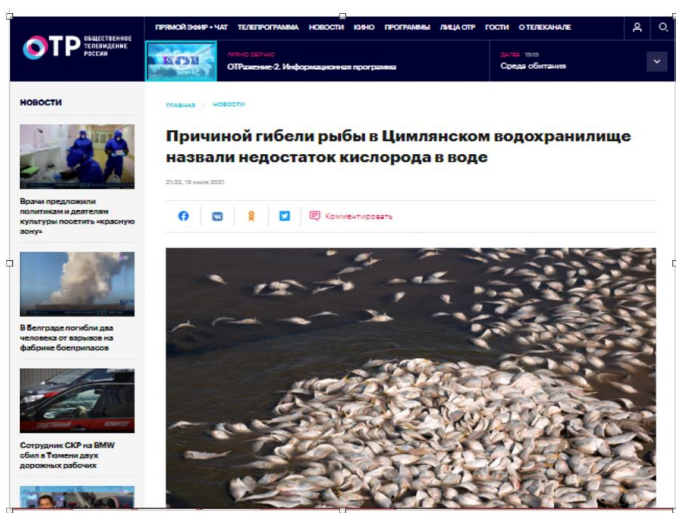 ПРЯМОЙ ЭФИР + ЧАТ ТЕЛЕПРОГРАММА НОВОСТИ КИНО ПРОГРАММЫ ЛИЦА ОТР ГОСТИ О ТЕЛЕКАНАЛЕ
ОТР
ОБЩЕСТВЕННОЕ
ТЕЛЕВИДЕНИЕ
РОССИИ
ПРЯМО СЕЙЧАС
ОТРажение-2. Информационная программа
ДАЛЕЕ
Среда обитания
НОВОСТИ
Врачи предложили
политикам и деятелям
культуры посетить «красную
зону»
В Белграде погибли два
человека от взрывов на
фабрике боеприпасов
Сотрудник СКР на BMW
сбил в Тюмени двух
дорожных рабочих
ГЛАВНАЯ НОВОСТИ
Причиной гибели рыбы в Цимлянском водохранилище
назвали недостаток кислорода в воде
2021
Комментировать